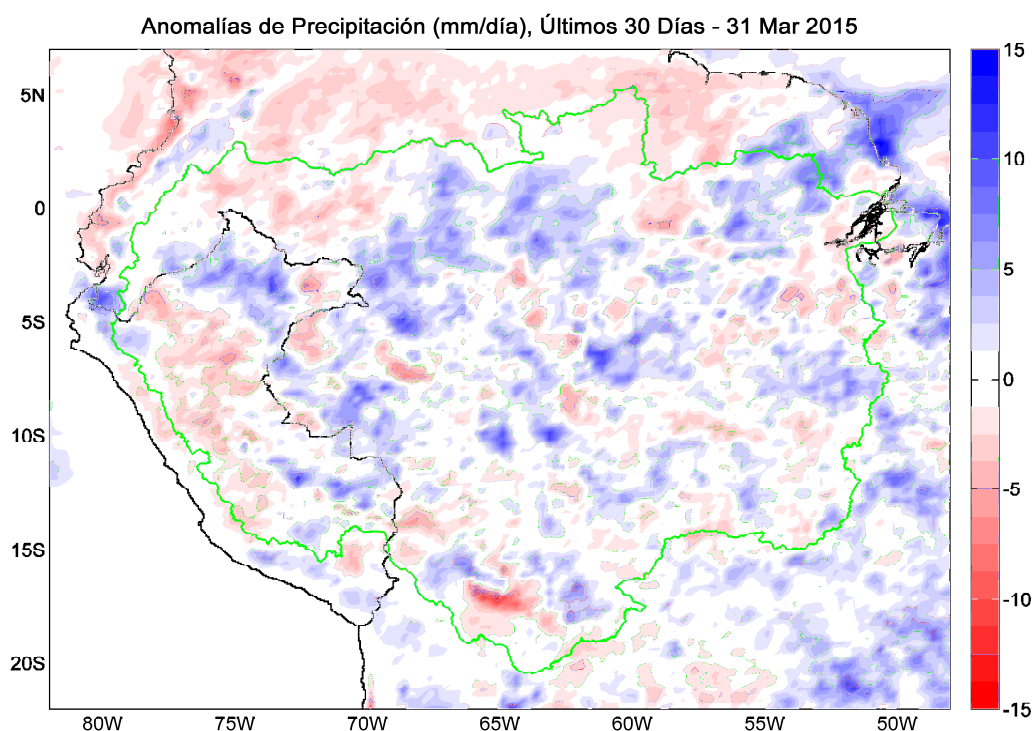 Anomalías de Precipitación (mm/día), Últimos 30 Días - 31 Mar 2015
5N
0
5S
10S
15S
20S
80W
75W
70W
65W
60W
55W
50W
15
10
5
0
-5
-10
-15